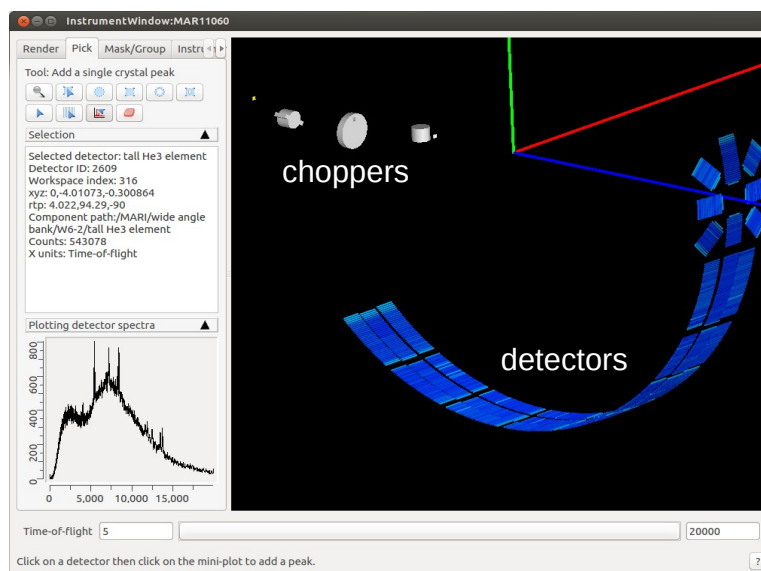 InstrumentWindow:MAR11060
Render Pick Mask/Group
Tool: Add a single crystal peak
Selection
Selected detector: tall He3 element
Detector ID: 2609
Workspace index: 316
xyz: 0,-4.01073,-0.300864
rtp: 4.022,94.29,-90
Component path:/MARI/wide angle
bank/W6-2/tall He3 element
Counts: 543078
X units: Time-of-flight
Plotting detector spectra
800
600
400
200
0
0 5,000 10,000 15,000
choppers
detectors
Time-of-flight 5 20000
Click on a detector then click on the mini-plot to add a peak. ?